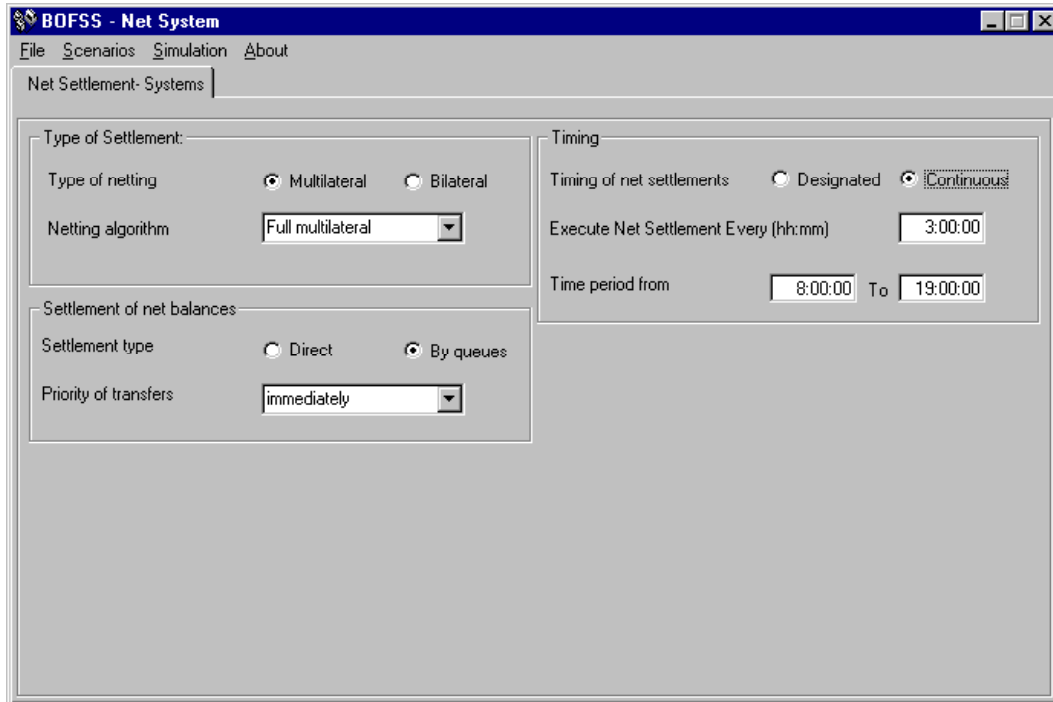 BOFSS - Net System
File Scenarios Simulation About
Net Settlement- Systems
Type of Settlement:
Type of netting Multilateral Bilateral
Netting algorithm Full multilateral
Settlement of net balances
Settlement type Direct By queues
Priority of transfers immediately
Timing
Timing of net settlements Designated Continuous
Execute Net Settlement Every (hh:mm) 3:00:00
Time period from 8:00:00 To 19:00:00